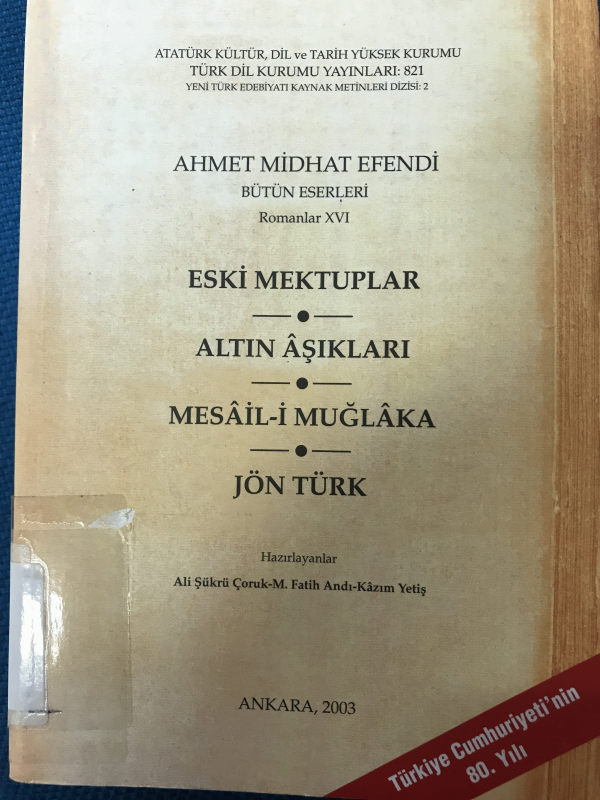 ATATÜRK KÜLTÜR, DİL ve TARİH YÜKSEK KURUMU
TÜRK DİL KURUMU YAYINLARI: 821
YENİ TÜRK EDEBİYATI KAYNAK METİNLERİ DİZİSİ: 2
AHMET MİDHAT EFENDİ
BÜTÜN ESERLERİ
Romanlar XVI
ESKİ MEKTUPLAR
ALTIN ÂŞIKLARI
MESÂİL-İ MUĞLÂKA
JÖN TÜRK
Hazırlayanlar
Ali Şükrü Çoruk-M. Fatih Andı-Kâzım Yetiş
ANKARA, 2003
Türkiye Cumhuriyeti'nin
80. Yılı